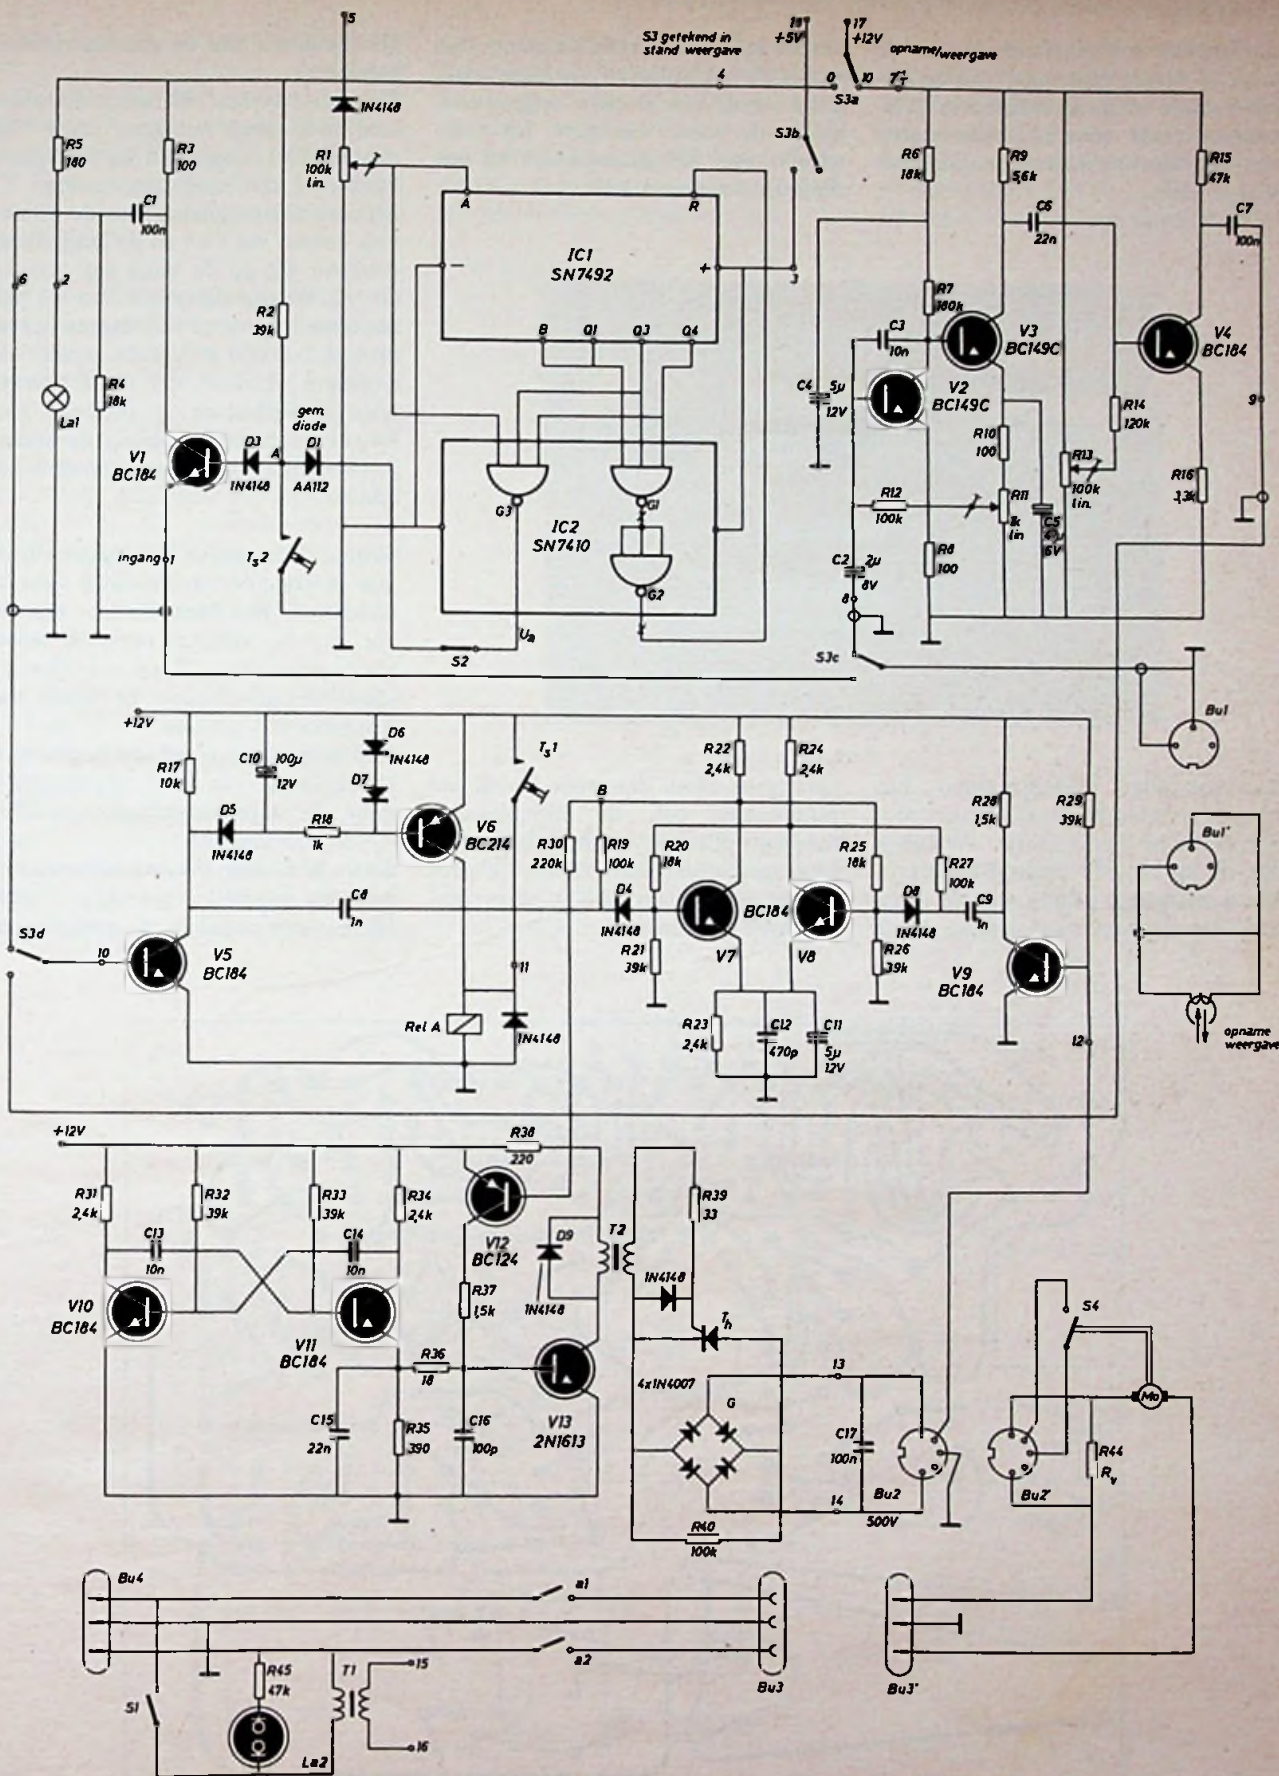 5
S3 getekend in
stand weergave
18
+5V
17
+12V
opname/weergave
4
0
10
7
S3a
S3b
1N4148
R5
180
R3
100
R1
100k
lin.
A
R
R6
18k
R9
5,6k
R15
47k
C1
100n
C6
22n
C7
100n
IC1
SN7492
−
+
3
6
2
R2
39k
B
Q1
Q3
Q4
R7
180k
C3
10n
V3
BC149C
V4
BC184
R4
18k
La1
C4
5µ
12V
V2
BC149C
R14
120k
9
gem.
diode
V1
BC184
D3
1N4148
A
D1
AA112
G3
G1
R10
100
R13
100k
lin.
R16
3,3k
IC2
SN7410
R12
100k
R11
1k
lin
C5
6V
ingang
1
Ts2
G2
C2
2µ
8V
8
R8
100
Ua
S2
S3c
+12V
Bu1
R17
10k
C10
100µ
12V
D6
1N4148
D7
Ts1
R22
2,4k
R24
2,4k
R28
1,5k
R29
39k
D5
1N4148
R18
1k
V6
BC214
B
R30
220k
R19
100k
R20
18k
R25
18k
R27
100k
Bu1'
C8
1n
D4
1N4148
BC184
D8
1N4148
C9
1n
S3d
10
V5
BC184
R21
39k
V7
V8
R26
39k
V9
BC184
11
Rel A
1N4148
R23
2,4k
C12
470p
C11
5µ
12V
12
opname
weergave
+12V
R38
220
R31
2,4k
R32
39k
R33
39k
R34
2,4k
R39
33
C13
10n
C14
10n
V12
BC124
D9
T2
1N4148
R37
1,5k
1N4148
Th
S4
V10
BC184
V11
BC184
R36
18
13
4x1N4007
G
Mo
C15
22n
R35
390
C16
100p
V13
2N1613
C17
100n
Bu2
Bu2'
R44
Rv
14
500V
R40
100k
Bu4
a1
a2
Bu3
Bu3'
R45
47k
T1
15
S1
La2
16